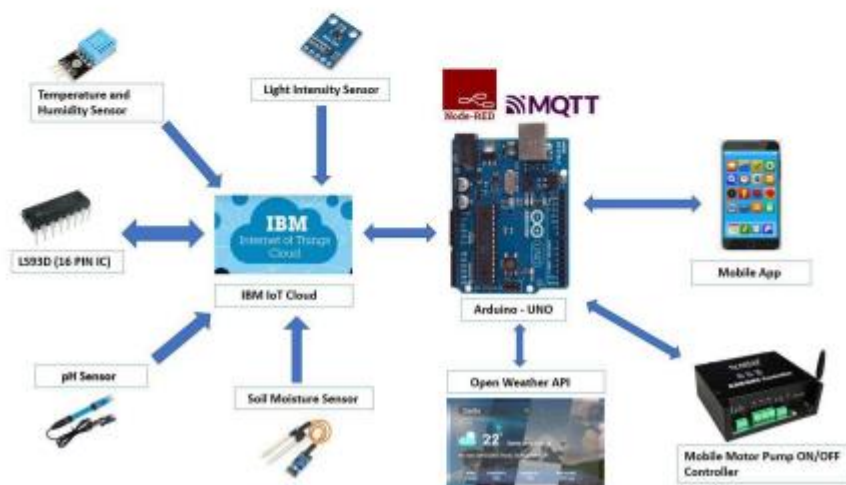 Temperature and
Humidity Sensor
Light Intensity Sensor
Node-RED
MQTT
IBM
Internet of Things
Cloud
LS93D (16 PIN IC)
IBM IoT Cloud
Arduino - UNO
Mobile App
pH Sensor
Soil Moisture Sensor
Open Weather API
22°
Mobile Motor Pump ON/OFF
Controller